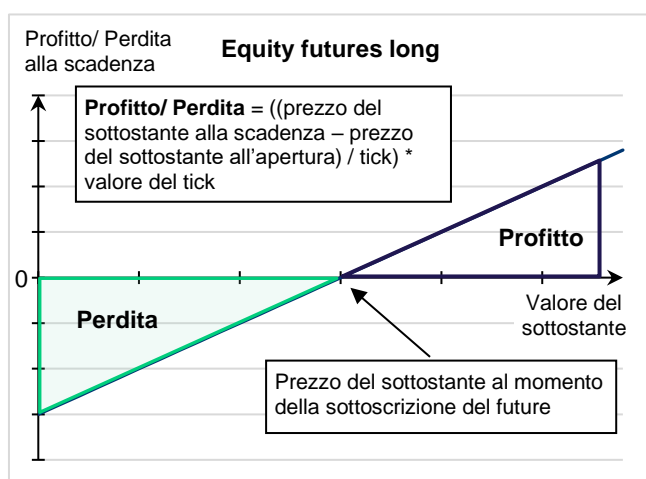 Profitto/ Perdita
alla scadenza
Equity futures long
Profitto/ Perdita = ((prezzo del
sottostante alla scadenza – prezzo
del sottostante all’apertura) / tick) *
valore del tick
Profitto
0
Valore del
sottostante
Perdita
Prezzo del sottostante al momento
della sottoscrizione del future